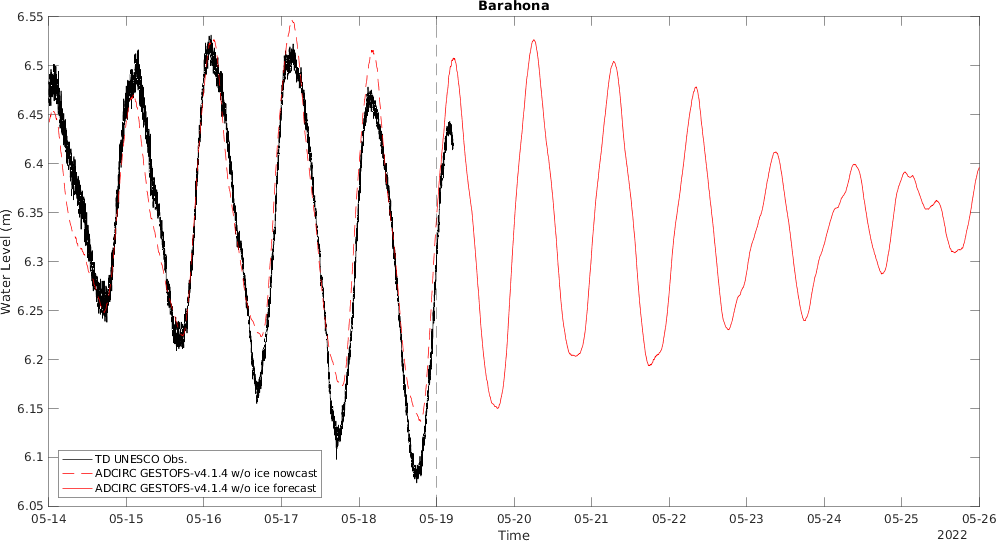 Barahona
6.55
6.5
6.45
6.4
6.35
6.3
6.25
6.2
6.15
6.1
6.05
Water Level (m)
TD UNESCO Obs.
ADCIRC GESTOFS-v4.1.4 w/o ice nowcast
ADCIRC GESTOFS-v4.1.4 w/o ice forecast
05-14 05-15 05-16 05-17 05-18 05-19 05-20 05-21 05-22 05-23 05-24 05-25 05-26
Time
2022